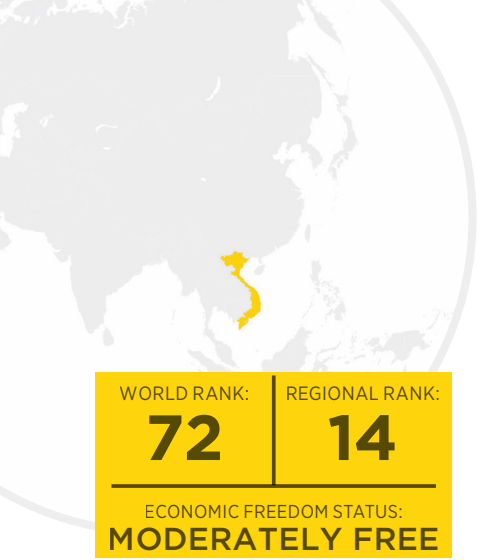 WORLD RANK:
72
REGIONAL RANK:
14
ECONOMIC FREEDOM STATUS:
MODERATELY FREE